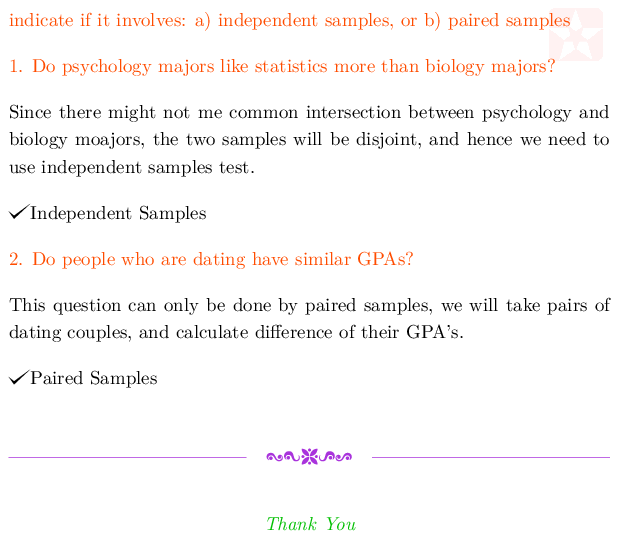 indicate if it involves: a) independent samples, or b) paired samples
1. Do psychology majors like statistics more than biology majors?
Since there might not me common intersection between psychology and
biology moajors, the two samples will be disjoint, and hence we need to
use independent samples test.
✓Independent Samples
2. Do people who are dating have similar GPAs?
This question can only be done by paired samples, we will take pairs of
dating couples, and calculate difference of their GPA's.
✓Paired Samples
Thank You